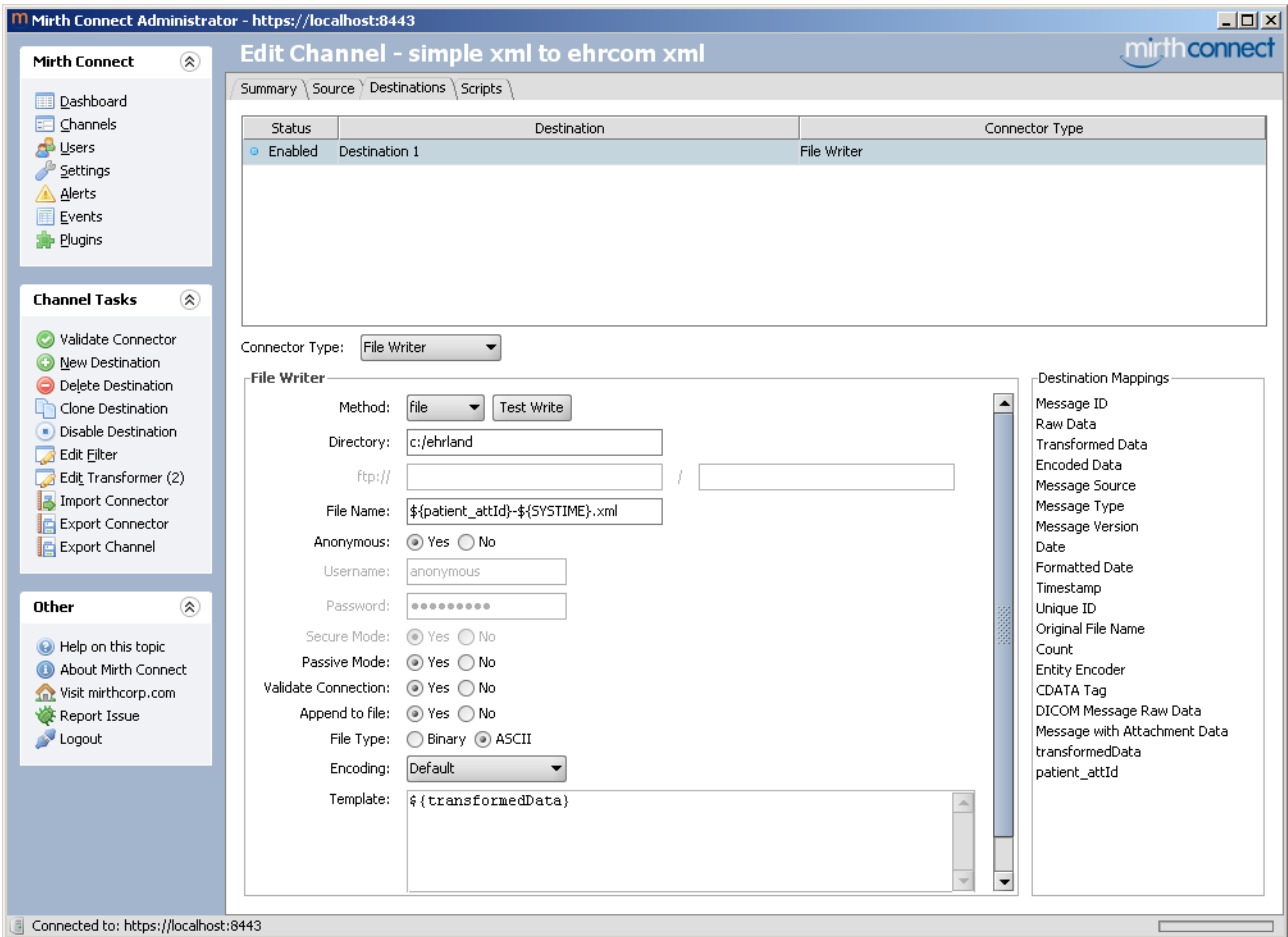 Mirth Connect Administrator - https://localhost:8443
Mirth Connect
Dashboard
Channels
Users
Settings
Alerts
Events
Plugins
Channel Tasks
Validate Connector
New Destination
Delete Destination
Clone Destination
Disable Destination
Edit Filter
Edit Transformer (2)
Import Connector
Export Connector
Export Channel
Other
Help on this topic
About Mirth Connect
Visit mirthcorp.com
Report Issue
Logout
Edit Channel - simple xml to ehrcom xml
mirthconnect
Summary Source Destinations Scripts
Status Destination Connector Type
Enabled Destination 1 File Writer
Connector Type: File Writer
File Writer
Method: file Test Write
Directory: c:/ehrland
ftp:// /
File Name: ${patient_attId}-${SYSTIME}.xml
Anonymous: Yes No
Username: anonymous
Password: •••••••••
Secure Mode: Yes No
Passive Mode: Yes No
Validate Connection: Yes No
Append to file: Yes No
File Type: Binary ASCII
Encoding: Default
Template: ${transformedData}
Destination Mappings
Message ID
Raw Data
Transformed Data
Encoded Data
Message Source
Message Type
Message Version
Date
Formatted Date
Timestamp
Unique ID
Original File Name
Count
Entity Encoder
CDATA Tag
DICOM Message Raw Data
Message with Attachment Data
transformedData
patient_attId
Connected to: https://localhost:8443